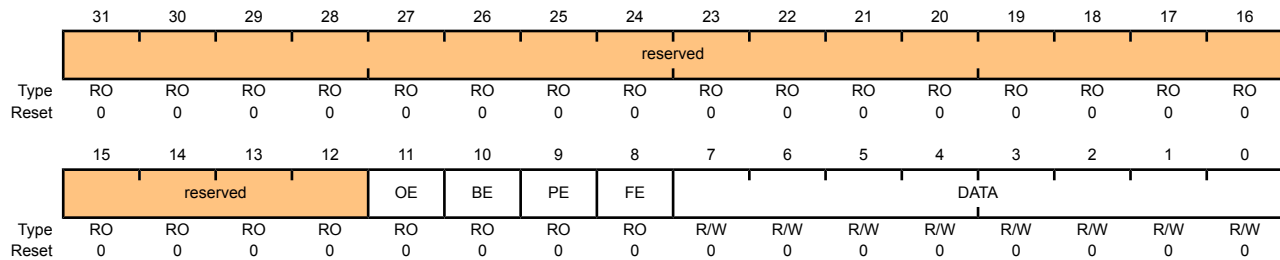 31 30 29 28 27 26 25 24 23 22 21 20 19 18 17 16
reserved
Type RO RO RO RO RO RO RO RO RO RO RO RO RO RO RO RO
Reset 0 0 0 0 0 0 0 0 0 0 0 0 0 0 0 0
15 14 13 12 11 10 9 8 7 6 5 4 3 2 1 0
reserved OE BE PE FE DATA
Type RO RO RO RO RO RO RO RO R/W R/W R/W R/W R/W R/W R/W R/W
Reset 0 0 0 0 0 0 0 0 0 0 0 0 0 0 0 0